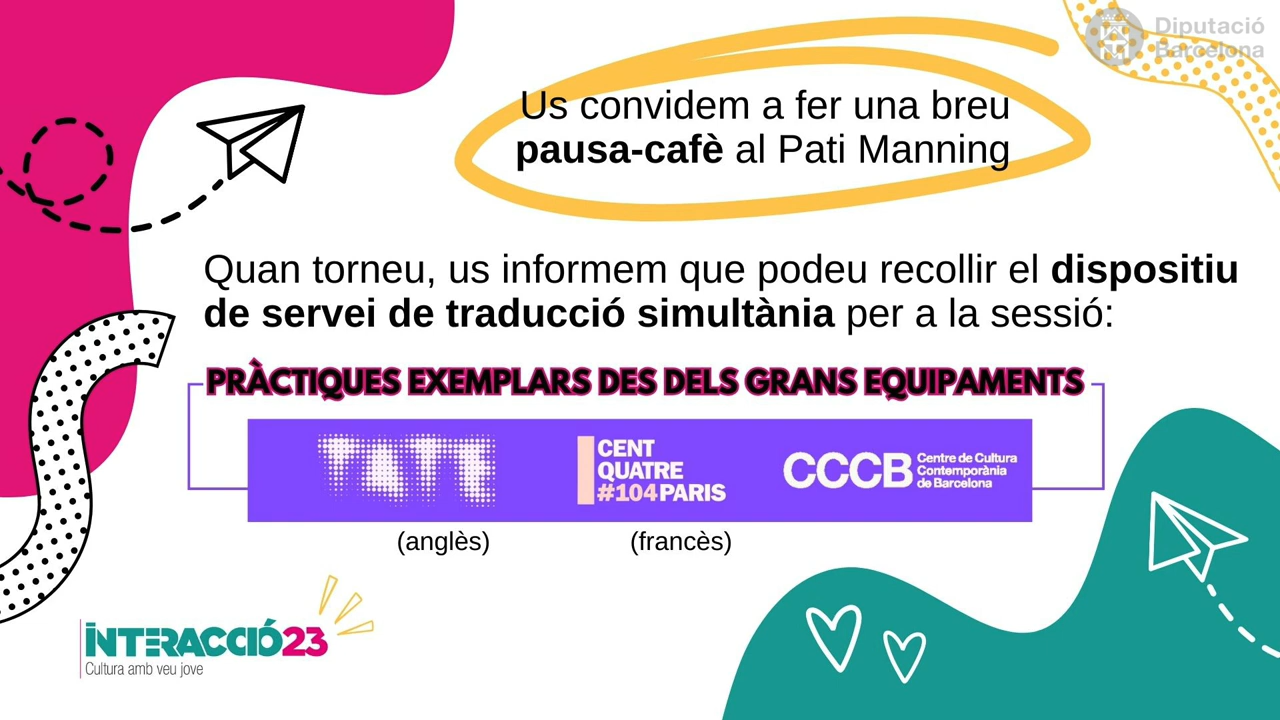 Diputació
Barcelona
Us convidem a fer una breu
pausa-cafè al Pati Manning
Quan torneu, us informem que podeu recollir el dispositiu
de servei de traducció simultània per a la sessió:
PRÀCTIQUES EXEMPLARS DES DELS GRANS EQUIPAMENTS
TATE
CENT
QUATRE
#104PARIS
CCCB
Centre de Cultura
Contemporània
de Barcelona
(anglès)
(francès)
INTERACCIÓ23
Cultura amb veu jove